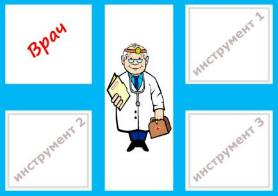 Врач
инструмент 1
инструмент 2
инструмент 3